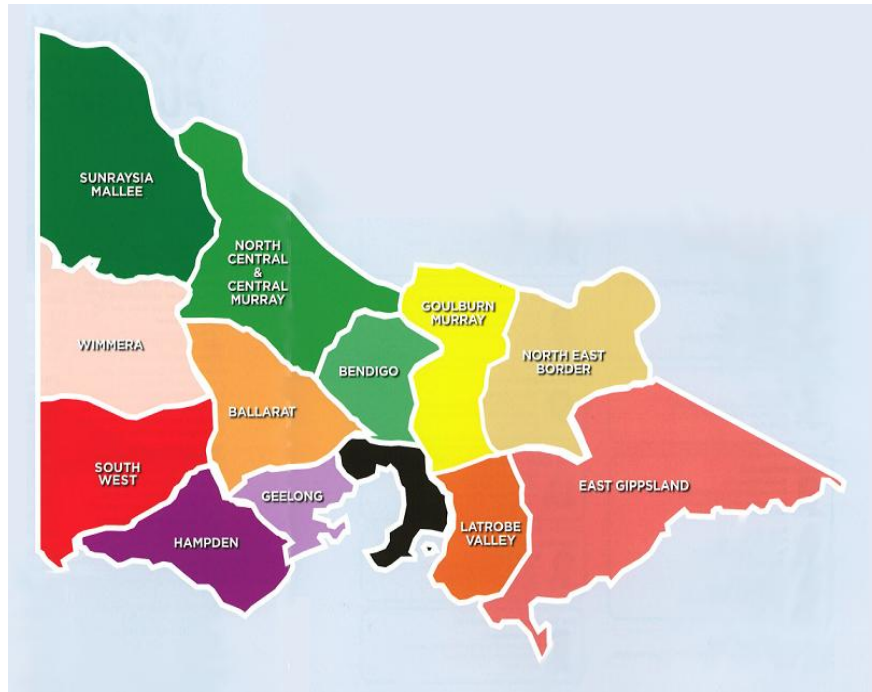 SUNRAYSIA
MALLEE
NORTH
CENTRAL
&
CENTRAL
MURRAY
GOULBURN
MURRAY
WIMMERA
BENDIGO
NORTH EAST
BORDER
BALLARAT
SOUTH
WEST
GEELONG
EAST GIPPSLAND
HAMPDEN
LATROBE
VALLEY